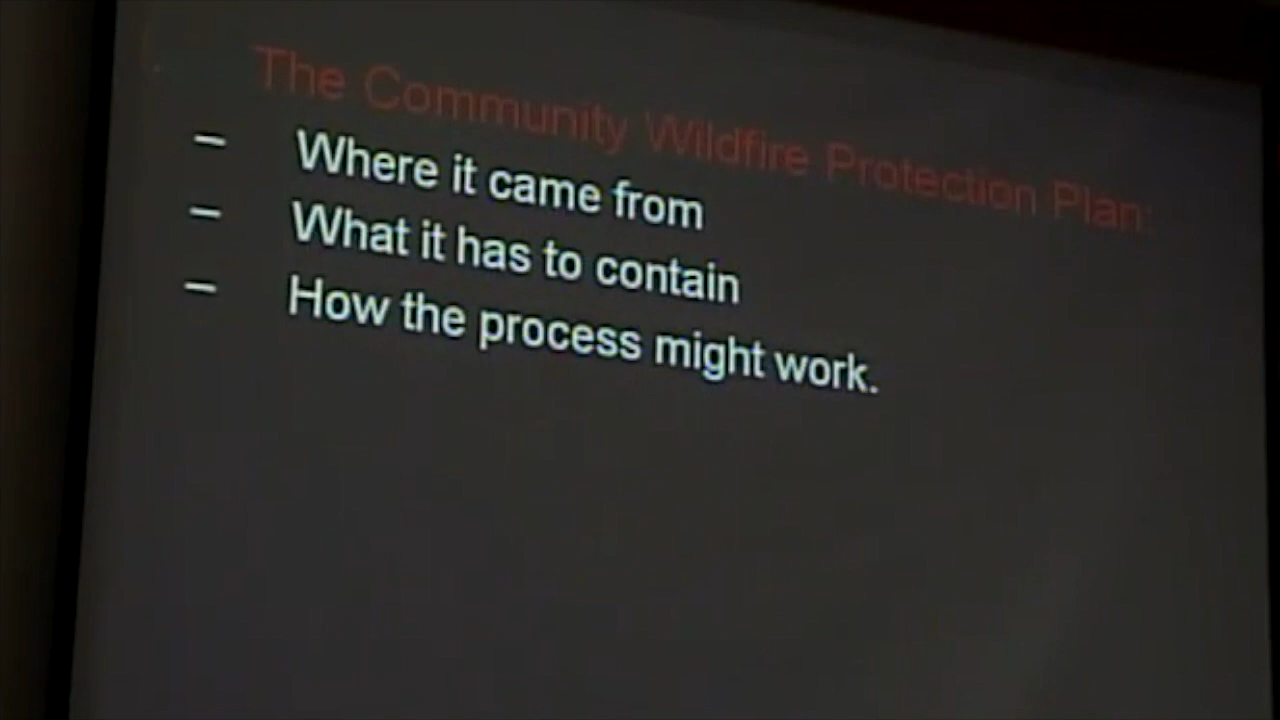 The Community Wildfire Protection Plan:
– Where it came from
– What it has to contain
– How the process might work.